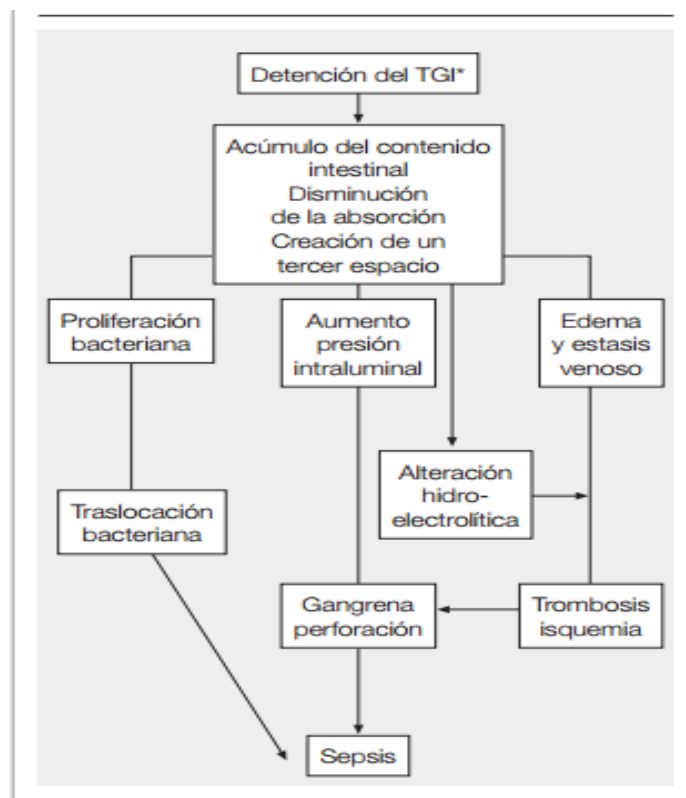 Detención del TGI*
Acúmulo del contenido
intestinal
Disminución
de la absorción
Creación de un
tercer espacio
Proliferación
bacteriana
Aumento
presión
intraluminal
Edema
y estasis
venoso
Alteración
hidro-
electrolítica
Traslocación
bacteriana
Gangrena
perforación
Trombosis
isquemia
Sepsis